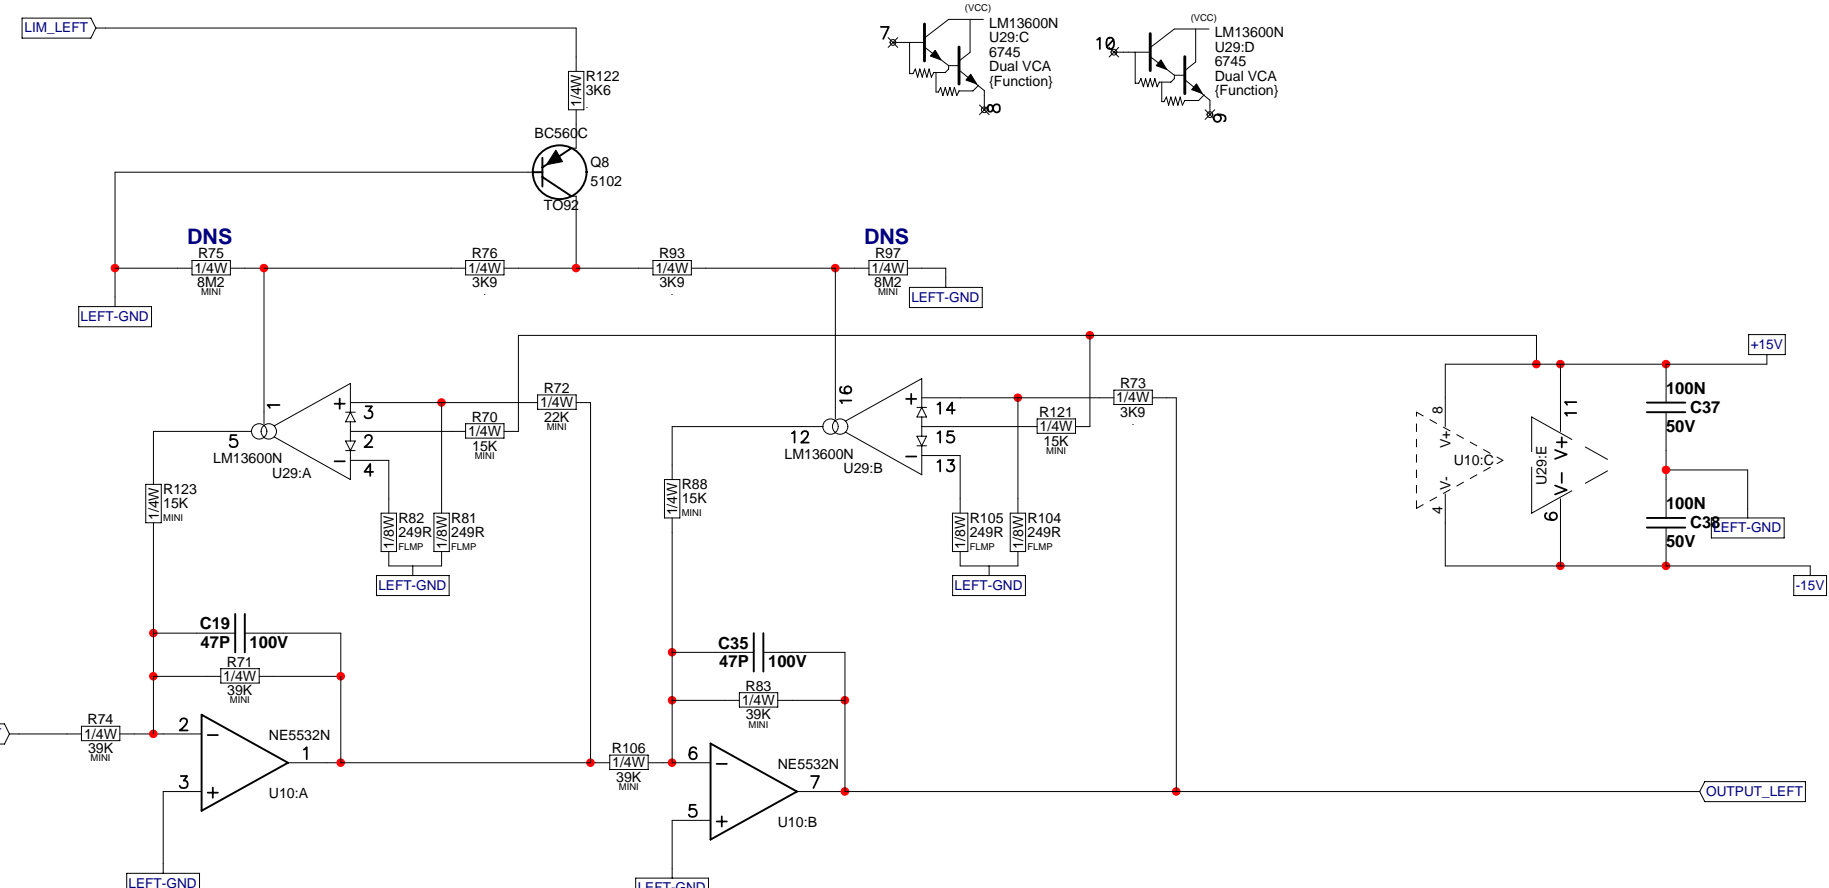 LIM_LEFT
R122
1/4W
3K6
BC560C
Q8
5102
TO92
7
(VCC)
LM13600N
U29:C
6745
Dual VCA
{Function}
8
10
(VCC)
LM13600N
U29:D
6745
Dual VCA
{Function}
9
DNS
R75
1/4W
8M2
MINI
LEFT-GND
R76
1/4W
3K9
R93
1/4W
3K9
DNS
R97
1/4W
8M2
MINI
LEFT-GND
1
5
LM13600N
U29:A
+
3
2
−
4
R70
1/4W
15K
MINI
R72
1/4W
22K
MINI
R123
1/4W
15K
MINI
R82
1/8W
249R
FLMP
R81
1/8W
249R
FLMP
LEFT-GND
16
12
LM13600N
U29:B
+
14
15
−
13
R121
1/4W
15K
MINI
R73
1/4W
3K9
R88
1/4W
15K
MINI
R105
1/8W
249R
FLMP
R104
1/8W
249R
FLMP
LEFT-GND
+15V
7
8
V+
U10:C
V-
4
11
V+
U29:E
V−
6
100N
C37
50V
100N
C38
50V
LEFT-GND
-15V
C19
47P
100V
R71
1/4W
39K
MINI
R74
1/4W
39K
MINI
2
−
3
+
NE5532N
1
U10:A
LEFT-GND
C35
47P
100V
R83
1/4W
39K
MINI
R106
1/4W
39K
MINI
6
−
5
+
NE5532N
7
U10:B
LEFT-GND
OUTPUT_LEFT